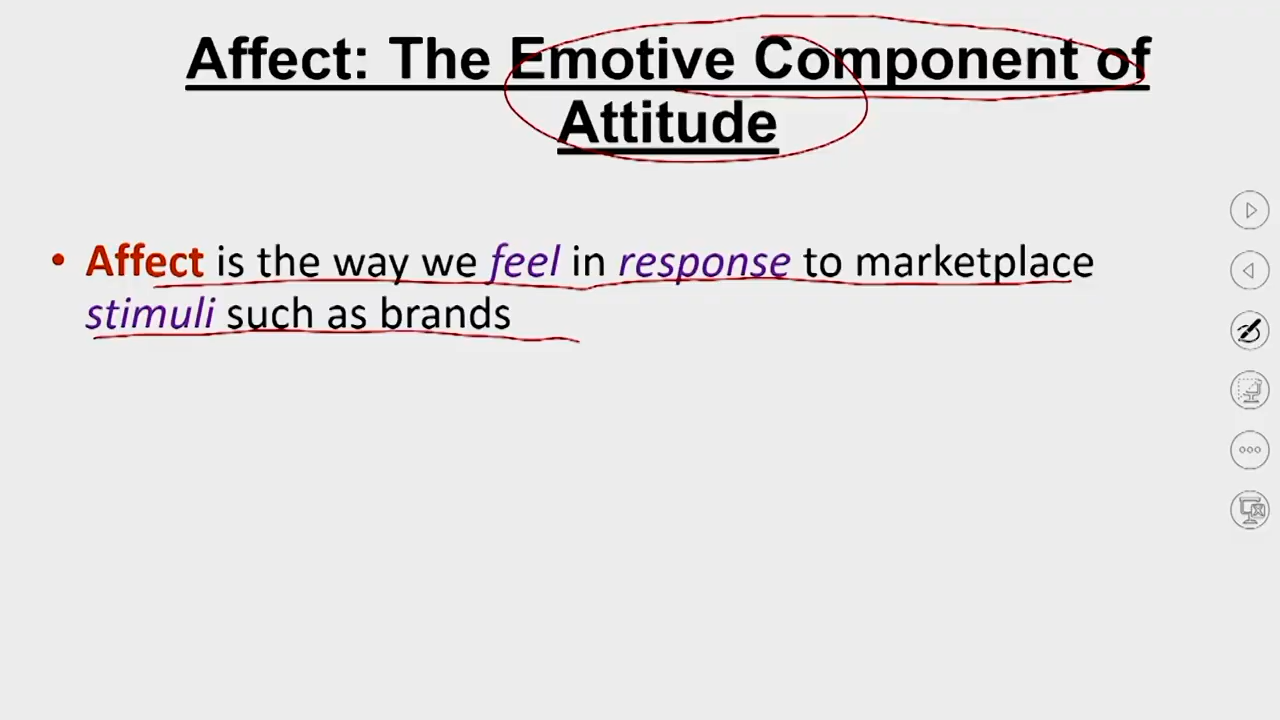 Affect: The Emotive Component of
Attitude
• Affect is the way we feel in response to marketplace
stimuli such as brands